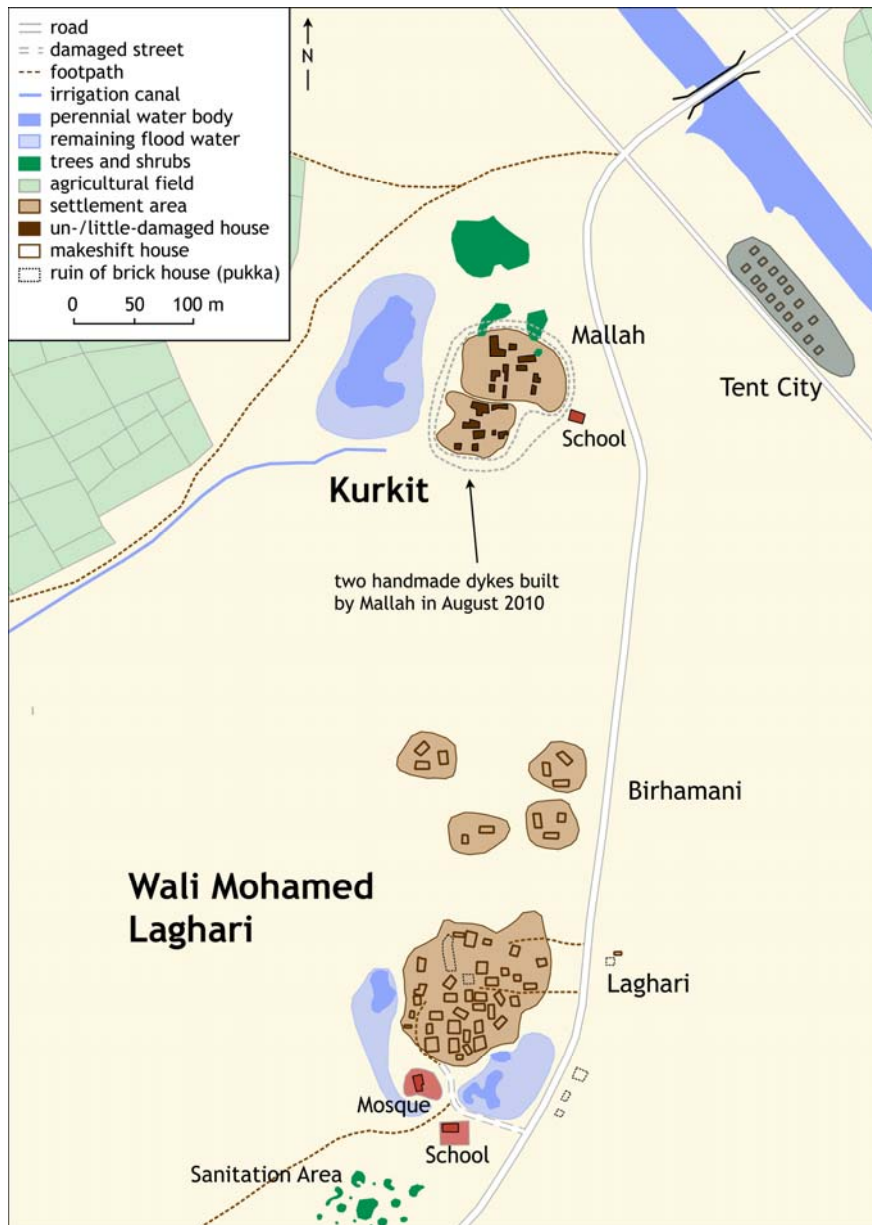 road
damaged street
footpath
irrigation canal
perennial water body
remaining flood water
trees and shrubs
agricultural field
settlement area
un-/little-damaged house
makeshift house
ruin of brick house (pukka)
0 50 100 m
N
Mallah
Tent City
School
Kurkit
two handmade dykes built
by Mallah in August 2010
Birhamani
Wali Mohamed
Laghari
Laghari
Mosque
School
Sanitation Area